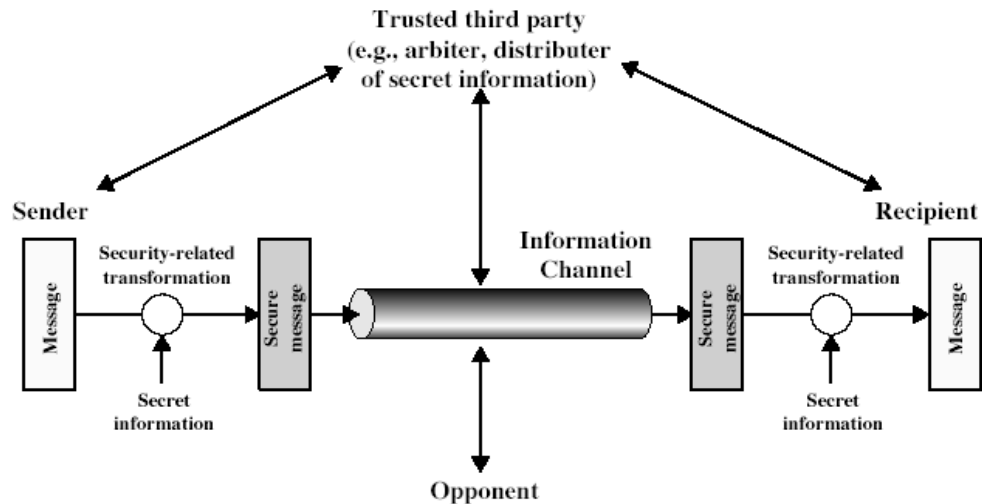 Trusted third party
(e.g., arbiter, distributer
of secret information)
Sender
Recipient
Message
Security-related
transformation
Secret
information
Secure
message
Information
Channel
Secure
message
Security-related
transformation
Secret
information
Message
Opponent